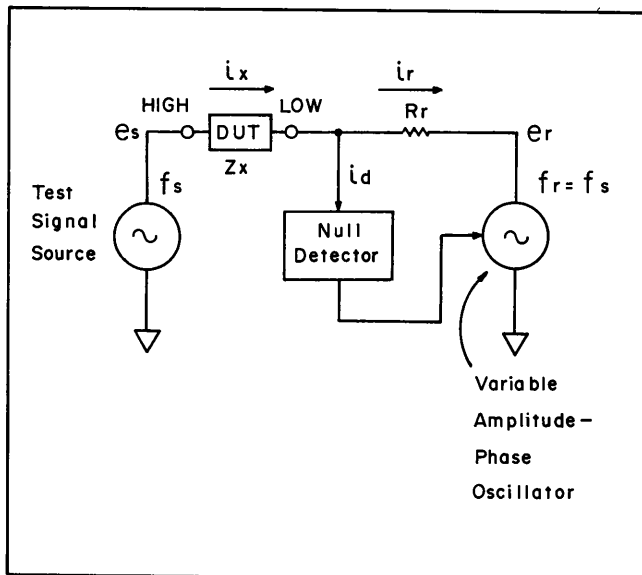 ix
ir
HIGH
LOW
Rr
es
DUT
er
Zx
fs
id
fr = fs
Test
Signal
Source
Null
Detector
Variable
Amplitude-
Phase
Oscillator